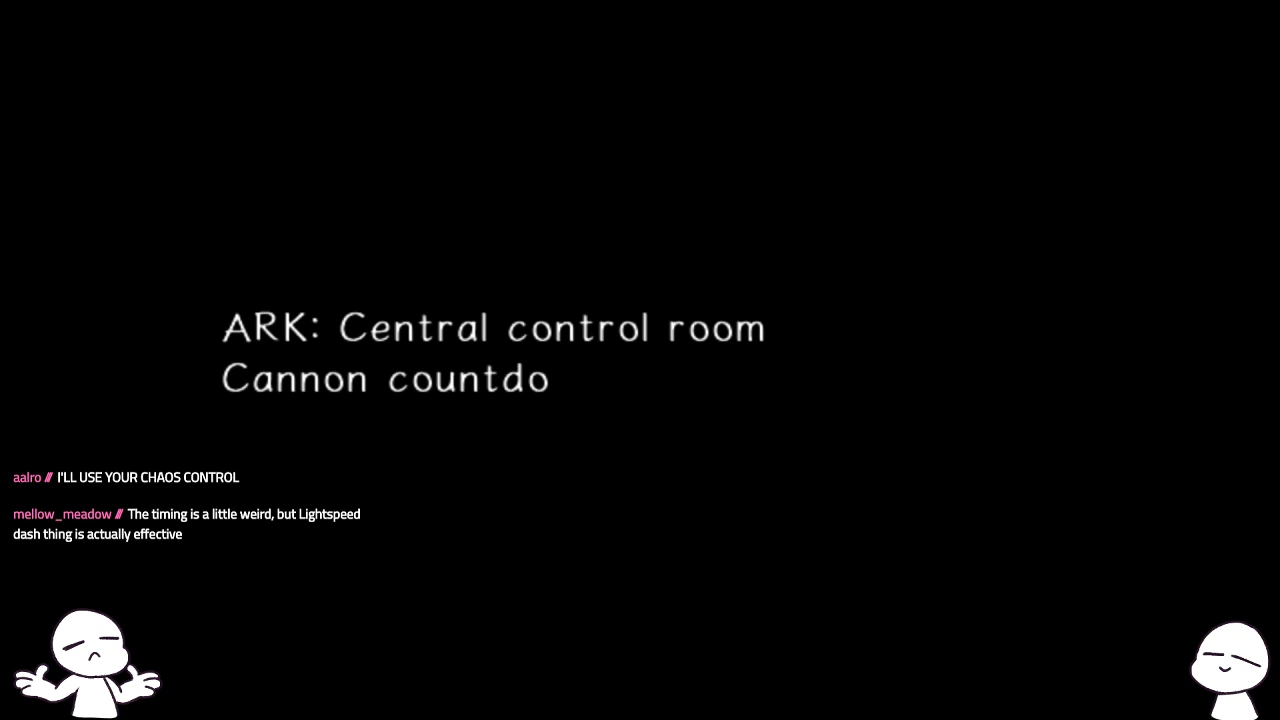 ARK: Central control room
Cannon countdo
aalro // I'LL USE YOUR CHAOS CONTROL
mellow_meadow // The timing is a little weird, but Lightspeed
dash thing is actually effective